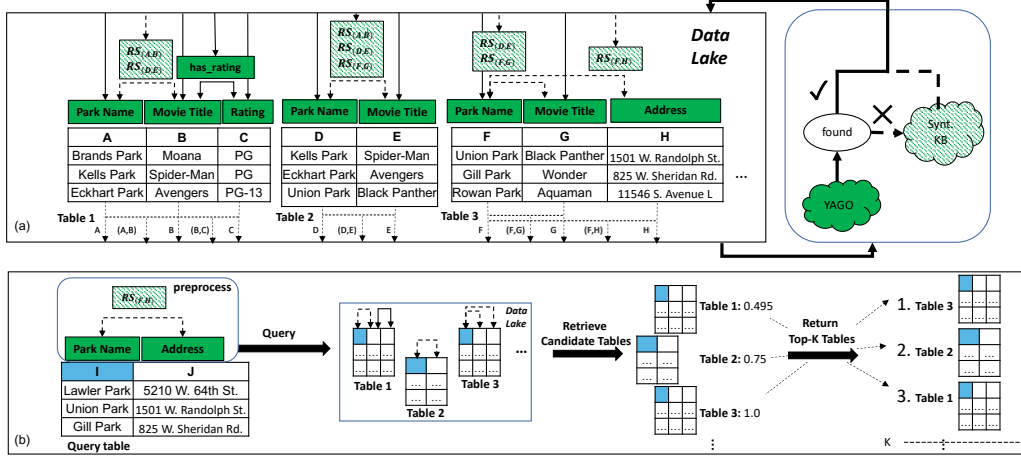 RS(A,B)
RS(D,E)
has_rating
RS(A,B)
RS(D,E)
RS(F,G)
RS(D,E)
RS(F,G)
RS(F,H)
Data
Lake
Park Name Movie Title Rating
A B C
Brands Park Moana PG
Kells Park Spider-Man PG
Eckhart Park Avengers PG-13
Table 1
A (A,B) B (B,C) C
Park Name Movie Title
D E
Kells Park Spider-Man
Eckhart Park Avengers
Union Park Black Panther
Table 2
D (D,E) E
Park Name Movie Title Address
F G H
Union Park Black Panther 1501 W. Randolph St.
Gill Park Wonder 825 W. Sheridan Rd.
Rowan Park Aquaman 11546 S. Avenue L
...
Table 3
F (F,G) G (F,H) H
(a)
found
Synt.
KB
YAGO
preprocess
RS(F,H)
Park Name Address
I J
Lawler Park 5210 W. 64th St.
Union Park 1501 W. Randolph St.
Gill Park 825 W. Sheridan Rd.
Query table
(b)
Query
Data
Lake
... ... ...
... ... ...
Table 1
... ...
... ...
Table 2
... ... ...
... ... ...
Table 3
...
Retrieve
Candidate Tables
... ... ...
... ... ...
Table 1: 0.495
... ...
... ...
Table 2: 0.75
... ... ...
... ... ...
Table 3: 1.0
Return
Top-K Tables
1. Table 3
... ... ...
... ... ...
2. Table 2
... ...
... ...
3. Table 1
... ... ...
... ... ...
K